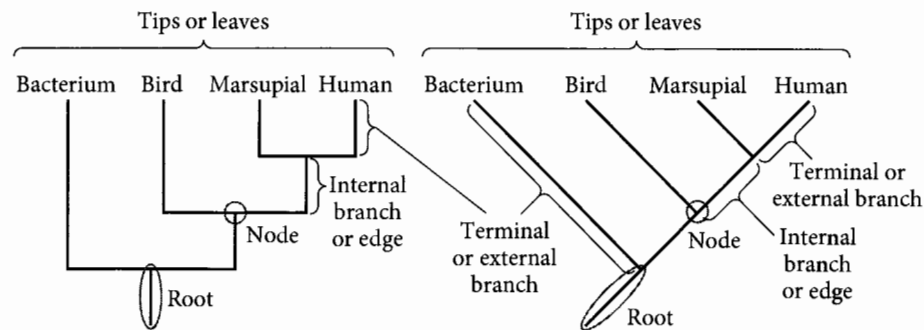 Tips or leaves
Bacterium Bird Marsupial Human
Internal
branch
or edge
Node
Root
Terminal
or external
branch
Tips or leaves
Bacterium Bird Marsupial Human
Terminal or
external branch
Node
Internal
branch
or edge
Root